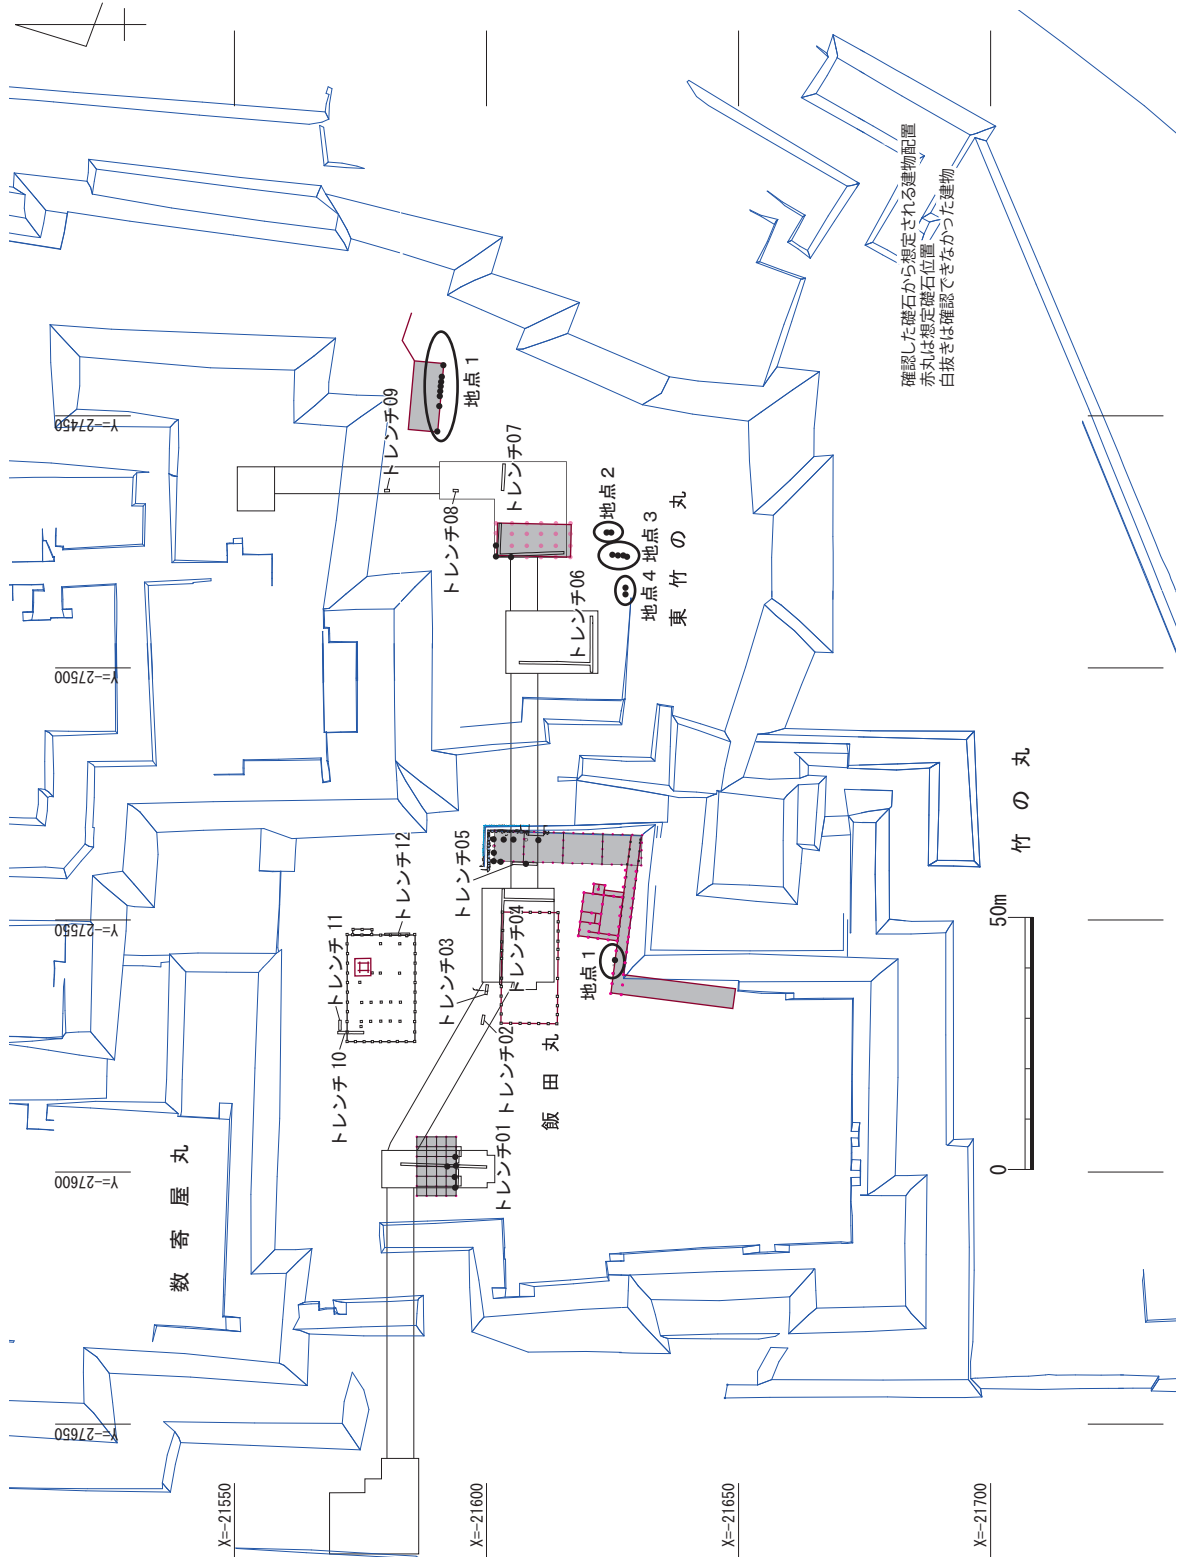 Y=-27450
Y=-27500
Y=-27550
Y=-27600
Y=-27650
X=-21550
X=-21600
X=-21650
X=-21700
確認した礎石から想定される建物配置
赤丸は想定礎石位置
白抜きは確認できなかった建物
地点 1
トレンチ09
トレンチ08
トレンチ07
地点 2
地点 3
地点 4
東 竹 の 丸
トレンチ06
竹 の 丸
トレンチ12
トレンチ 11
トレンチ 10
トレンチ05
トレンチ03
トレンチ04
トレンチ02
トレンチ01
地点 1
飯 田 丸
数 寄 屋 丸
0
50m